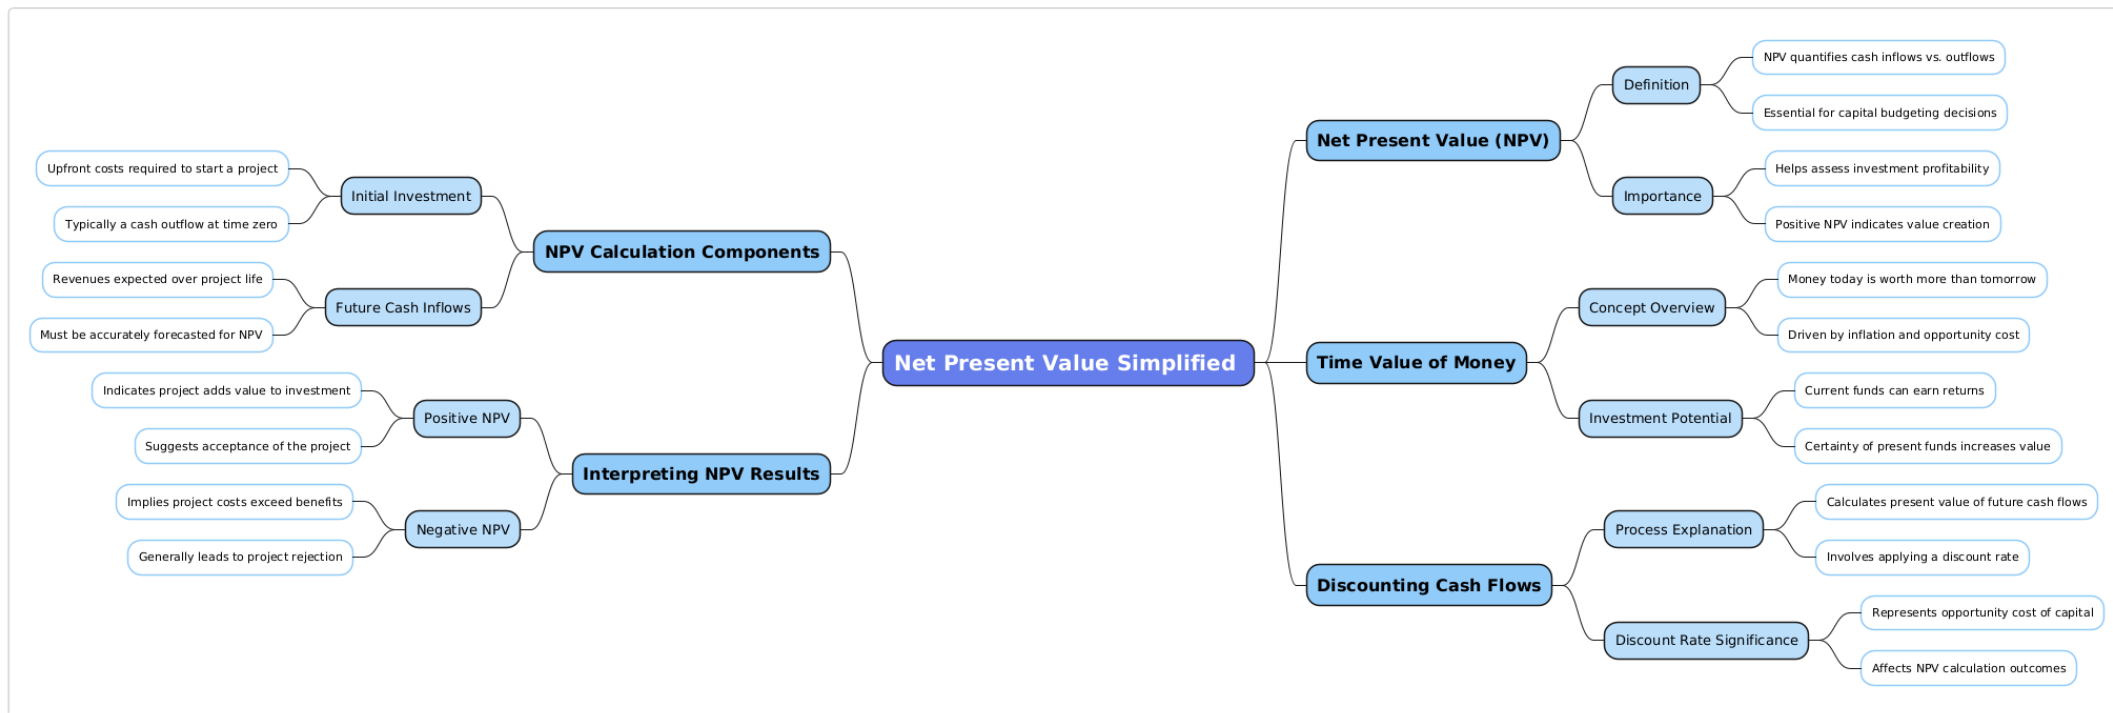 Net Present Value Simplified
Net Present Value (NPV)
Definition
NPV quantifies cash inflows vs. outflows
Essential for capital budgeting decisions
Importance
Helps assess investment profitability
Positive NPV indicates value creation
Time Value of Money
Concept Overview
Money today is worth more than tomorrow
Driven by inflation and opportunity cost
Investment Potential
Current funds can earn returns
Certainty of present funds increases value
Discounting Cash Flows
Process Explanation
Calculates present value of future cash flows
Involves applying a discount rate
Discount Rate Significance
Represents opportunity cost of capital
Affects NPV calculation outcomes
NPV Calculation Components
Initial Investment
Upfront costs required to start a project
Typically a cash outflow at time zero
Future Cash Inflows
Revenues expected over project life
Must be accurately forecasted for NPV
Interpreting NPV Results
Positive NPV
Indicates project adds value to investment
Suggests acceptance of the project
Negative NPV
Implies project costs exceed benefits
Generally leads to project rejection